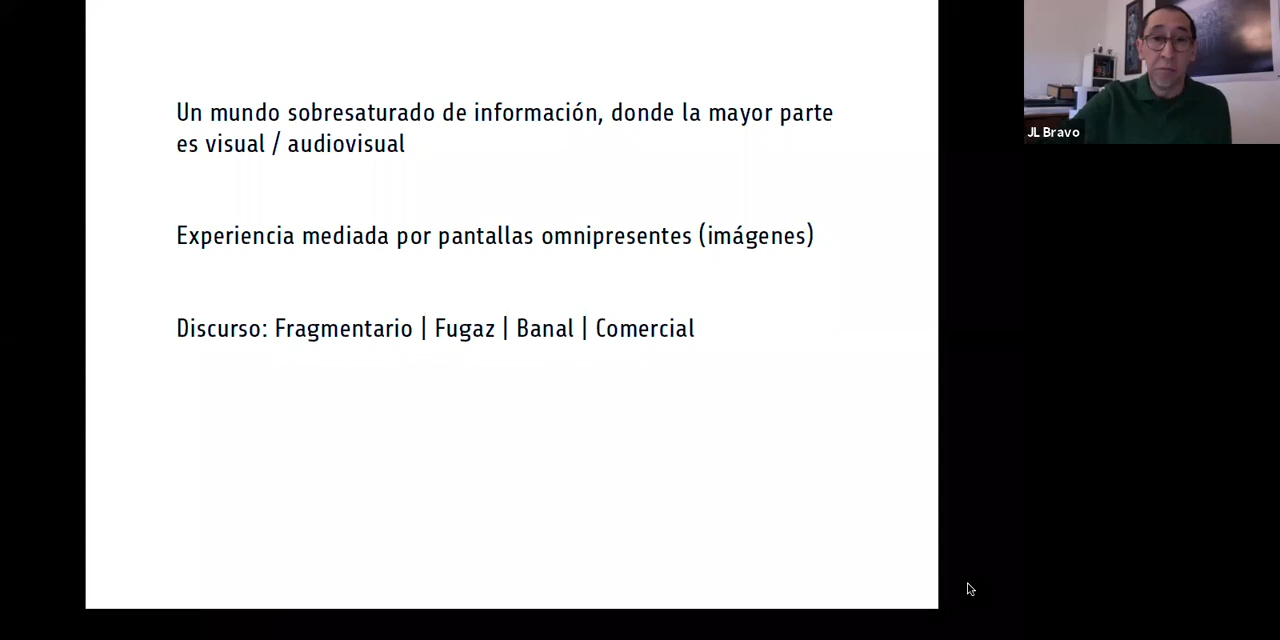 Un mundo sobresaturado de información, donde la mayor parte
es visual / audiovisual
Experiencia mediada por pantallas omnipresentes (imágenes)
Discurso: Fragmentario | Fugaz | Banal | Comercial
JL Bravo